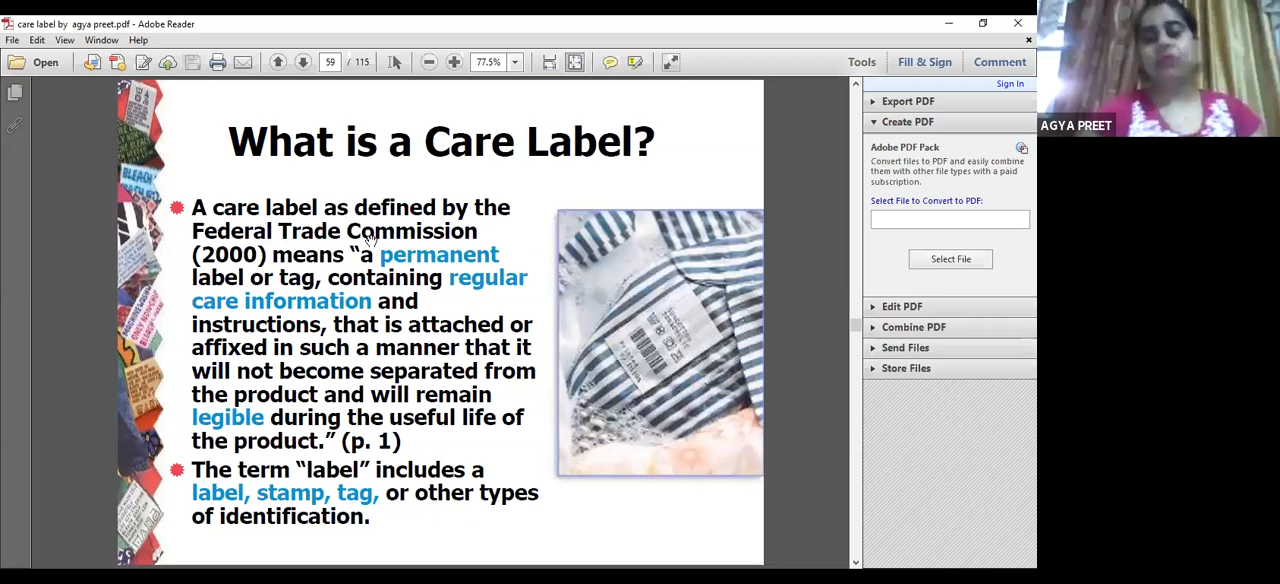 care label by agya preet.pdf - Adobe Reader
File Edit View Window Help
Open 59 / 115 77.5% Tools Fill & Sign Comment
Sign In
Export PDF
Create PDF
Adobe PDF Pack
Convert files to PDF and easily combine
them with other file types with a paid
subscription.
Select File to Convert to PDF:
Select File
Edit PDF
Combine PDF
Send Files
Store Files
AGYA PREET
What is a Care Label?
A care label as defined by the
Federal Trade Commission
(2000) means “a permanent
label or tag, containing regular
care information and
instructions, that is attached or
affixed in such a manner that it
will not become separated from
the product and will remain
legible during the useful life of
the product.” (p. 1)
The term “label” includes a
label, stamp, tag, or other types
of identification.
BLEACH